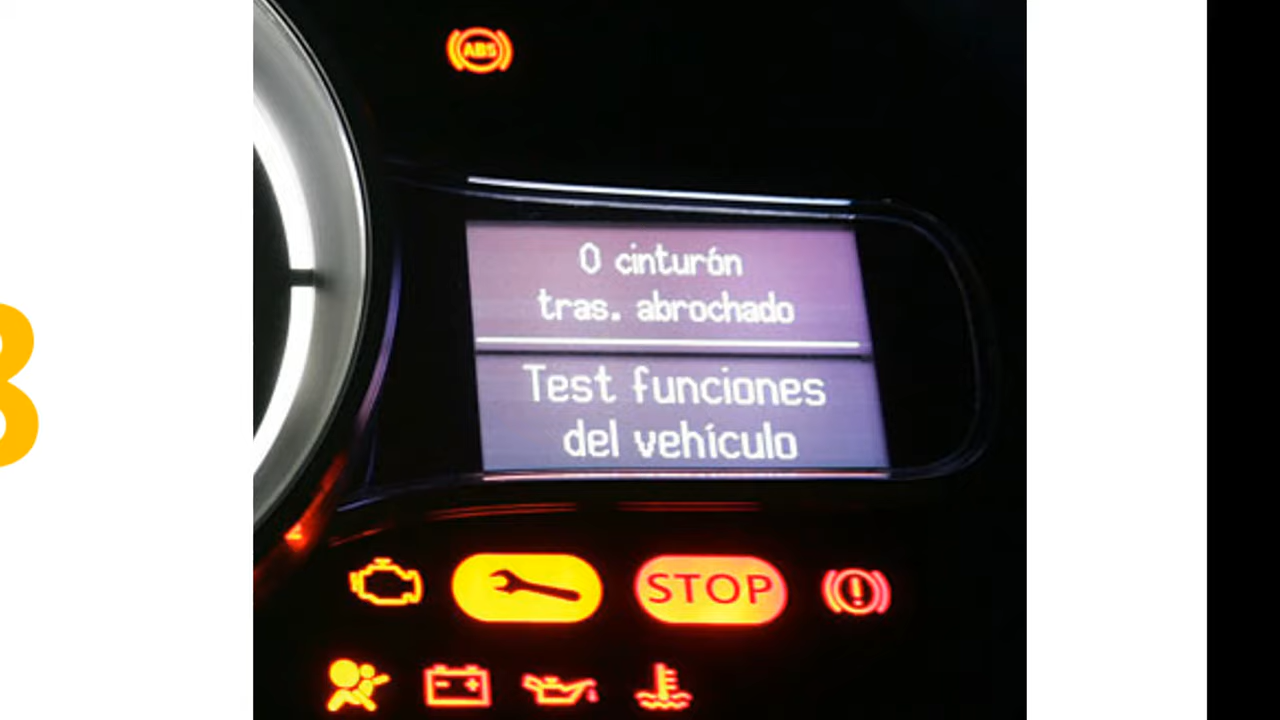 ABS
0 cinturón
tras. abrochado
Test funciones
del vehículo
STOP